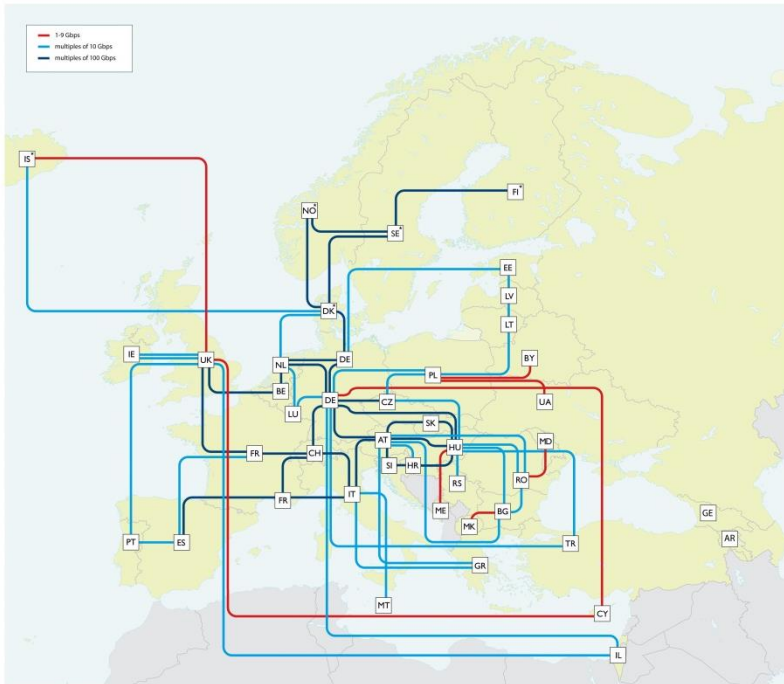 1-9 Gbps
multiples of 10 Gbps
multiples of 100 Gbps
IS*
NO*
FI*
SE*
EE
LV
DK*
LT
IE
UK
NL
DE
BY
PL
BE
DE
CZ
UA
LU
SK
AT
HU
MD
FR
CH
SI
HR
RS
RO
IT
FR
ME
MK
BG
GE
PT
ES
TR
AR
GR
MT
CY
IL